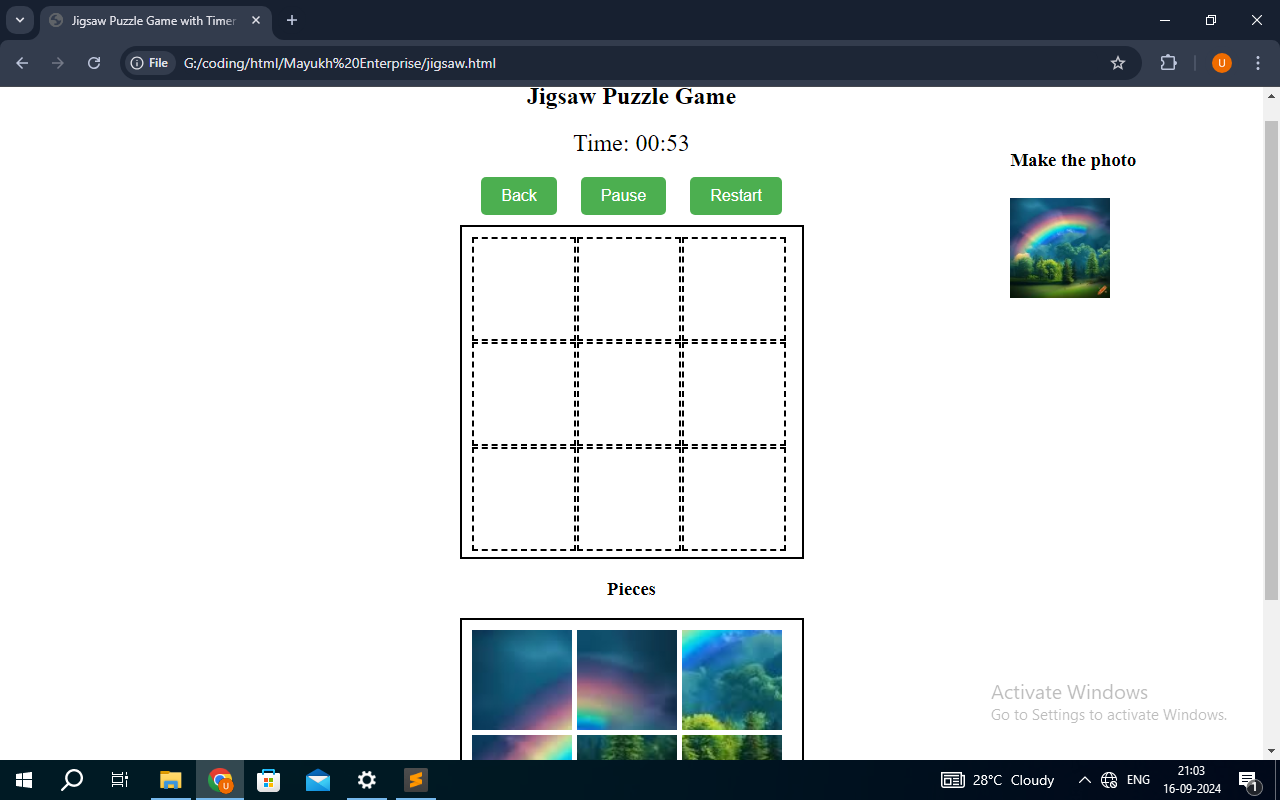 Jigsaw Puzzle Game with Timer
File G:/coding/html/Mayukh%20Enterprise/jigsaw.html
U
Jigsaw Puzzle Game
Time: 00:53
Back Pause Restart
Make the photo
Pieces
Activate Windows
Go to Settings to activate Windows.
U
28°C Cloudy
ENG
21:03
16-09-2024
1